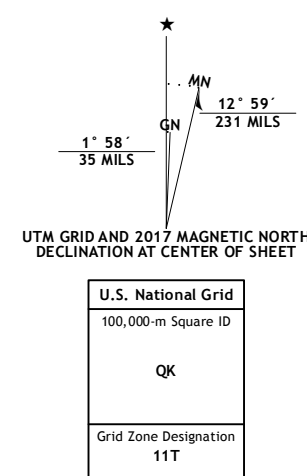 ★
MN
GN
12° 59´
231 MILS
1° 58´
35 MILS
UTM GRID AND 2017 MAGNETIC NORTH
DECLINATION AT CENTER OF SHEET
U.S. National Grid
100,000-m Square ID
QK
Grid Zone Designation
11T